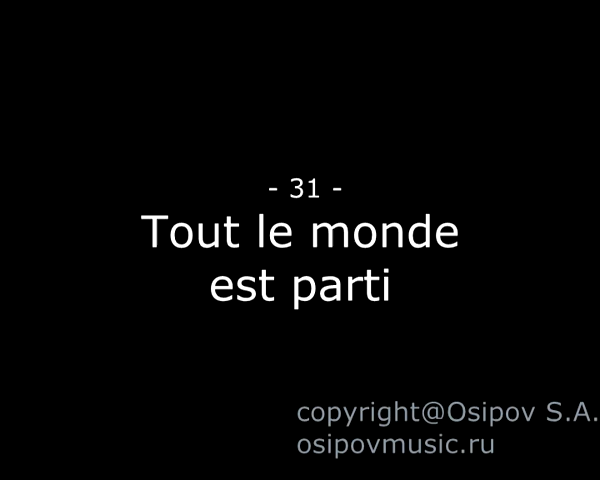 - 31 -
Tout le monde
est parti
copyright@Osipov S.A.
osipovmusic.ru